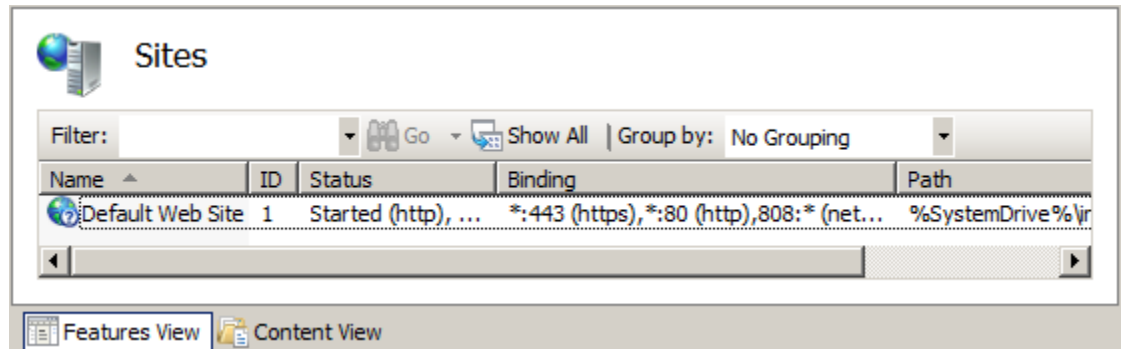 Sites
Filter: Go Show All | Group by: No Grouping
Name ID Status Binding Path
Default Web Site 1 Started (http), ... *:443 (https),*:80 (http),808:* (net... %SystemDrive%\in
Features View Content View